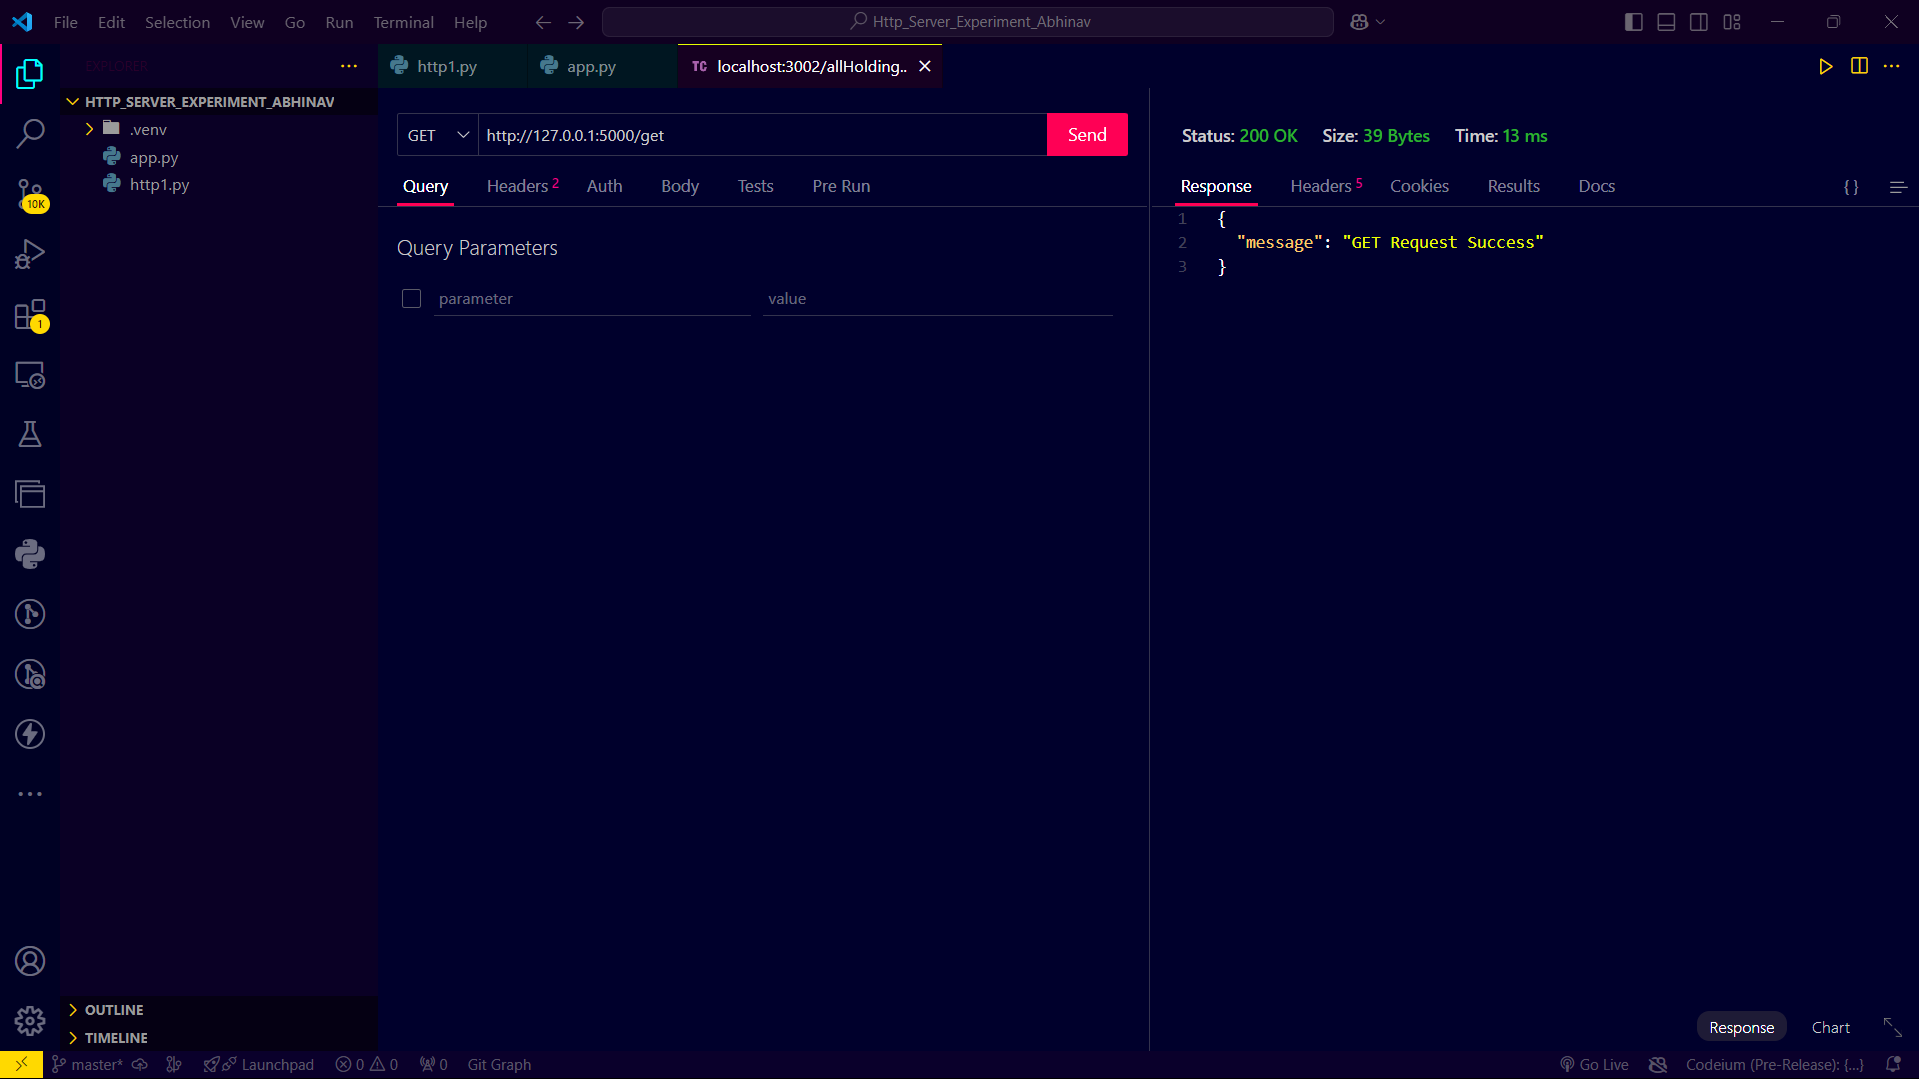 File Edit Selection View Go Run Terminal Help
Http_Server_Experiment_Abhinav
EXPLORER
HTTP_SERVER_EXPERIMENT_ABHINAV
.venv
app.py
http1.py
10K
1
OUTLINE
TIMELINE
http1.py
app.py
TC localhost:3002/allHolding..
GET
http://127.0.0.1:5000/get
Send
Query Headers 2 Auth Body Tests Pre Run
Query Parameters
parameter value
Status: 200 OK Size: 39 Bytes Time: 13 ms
Response Headers 5 Cookies Results Docs {}
1 {
2 "message": "GET Request Success"
3 }
Response Chart
master* Launchpad 0 0 0 Git Graph
Go Live Codeium (Pre-Release): {...}